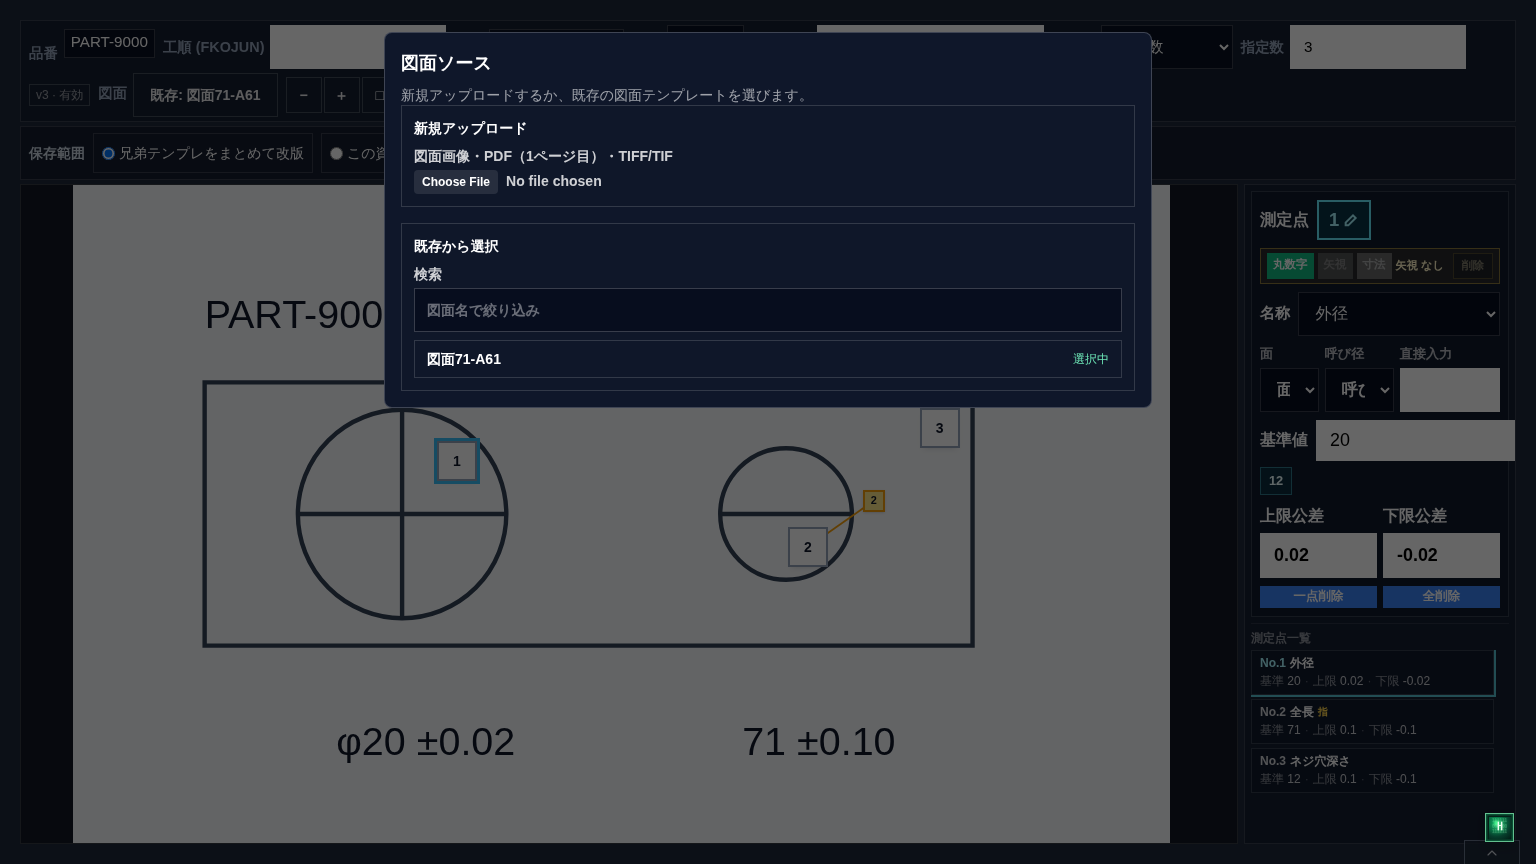 品番 PART-9000 工順 (FKOJUN) 数 指定数 3
v3 · 有効 図面 既存: 図面71-A61 − + □
保存範囲 兄弟テンプレをまとめて改版 この資
図面ソース
新規アップロードするか、既存の図面テンプレートを選びます。
新規アップロード
図面画像・PDF（1ページ目）・TIFF/TIF
Choose File No file chosen
既存から選択
検索
図面名で絞り込み
図面71-A61 選択中
PART-900
1
2
2
3
φ20 ±0.02
71 ±0.10
測定点 1
丸数字 矢視 寸法 矢視 なし 削除
名称 外径
面 呼び径 直接入力
面 呼び
基準値 20
12
上限公差 下限公差
0.02 -0.02
一点削除 全削除
測定点一覧
No.1 外径
基準 20 · 上限 0.02 · 下限 -0.02
No.2 全長 指
基準 71 · 上限 0.1 · 下限 -0.1
No.3 ネジ穴深さ
基準 12 · 上限 0.1 · 下限 -0.1